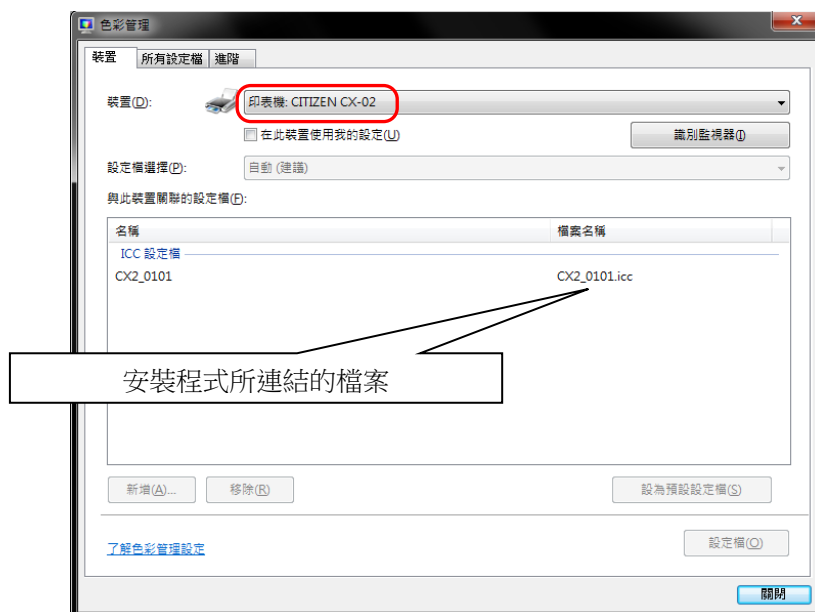 色彩管理
裝置 所有設定檔 進階
裝置(D): 印表機: CITIZEN CX-02
在此裝置使用我的設定(U) 識別監視器(I)
設定檔選擇(P): 自動 (建議)
與此裝置關聯的設定檔(F):
名稱 檔案名稱
ICC 設定檔
CX2_0101 CX2_0101.icc
安裝程式所連結的檔案
新增(A)... 移除(R) 設為預設設定檔(S)
了解色彩管理設定 設定檔(O)
關閉